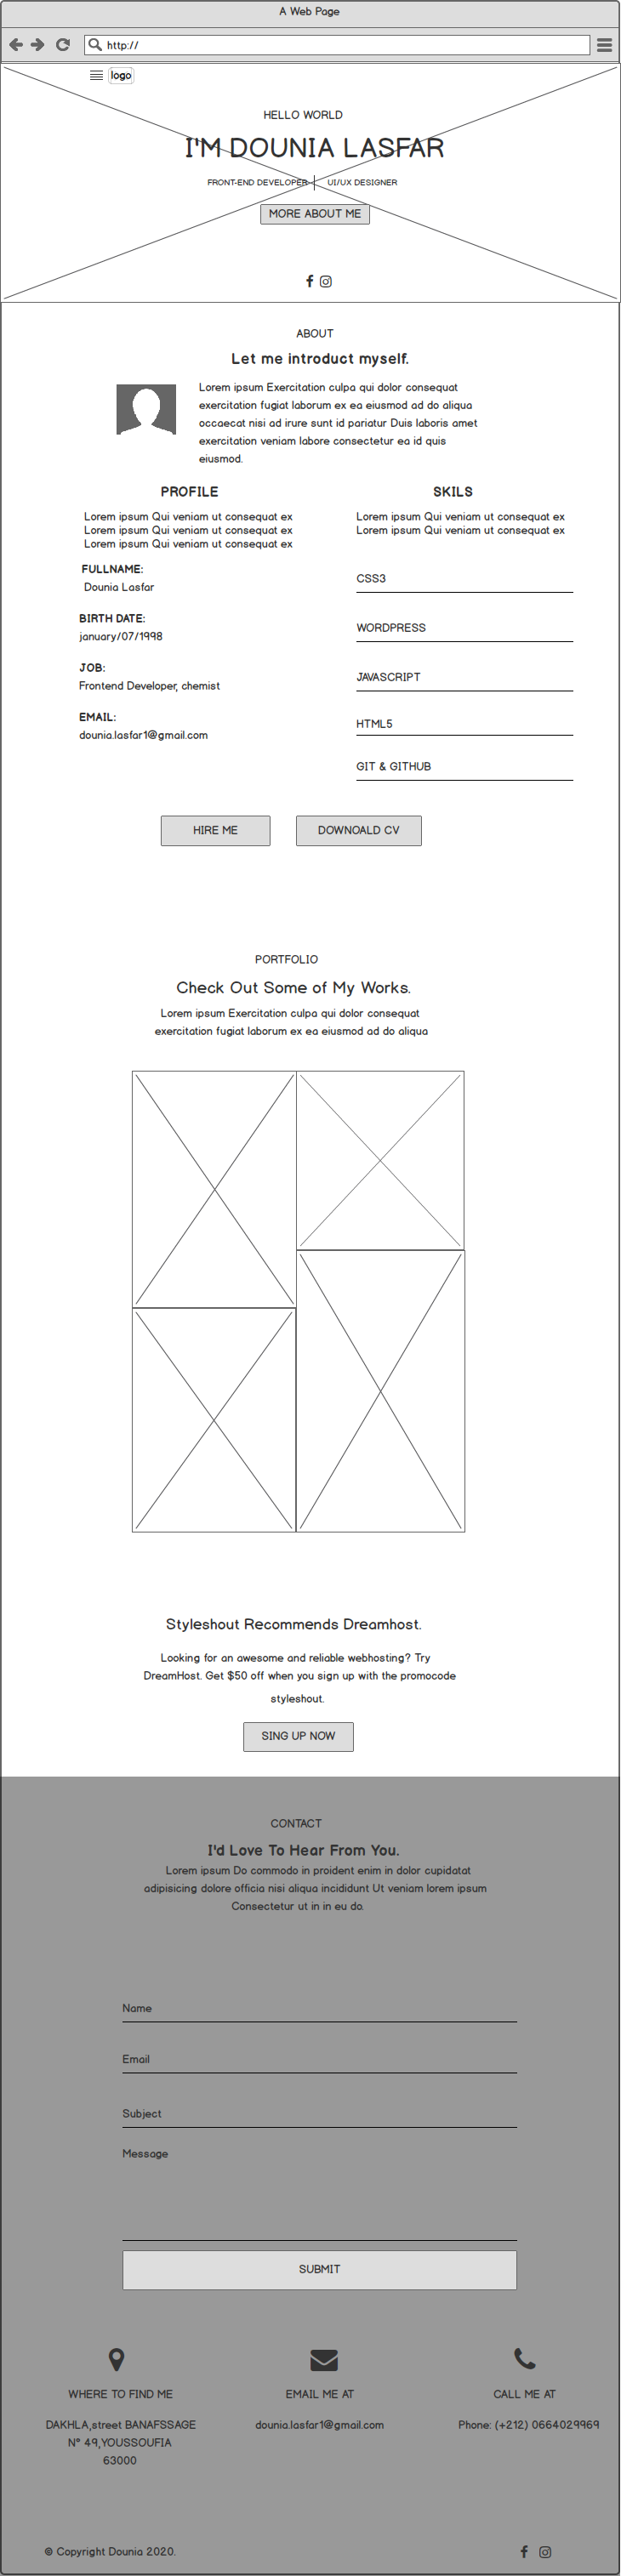 A Web Page
http://
logo
HELLO WORLD
I'M DOUNIA LASFAR
FRONT-END DEVELOPER
UI/UX DESIGNER
MORE ABOUT ME
ABOUT
Let me introduct myself.
Lorem ipsum Exercitation culpa qui dolor consequat
exercitation fugiat laborum ex ea eiusmod ad do aliqua
occaecat nisi ad irure sunt id pariatur Duis laboris amet
exercitation veniam labore consectetur ea id quis
eiusmod.
PROFILE
Lorem ipsum Qui veniam ut consequat ex
Lorem ipsum Qui veniam ut consequat ex
Lorem ipsum Qui veniam ut consequat ex
FULLNAME:
Dounia Lasfar
BIRTH DATE:
january/07/1998
JOB:
Frontend Developer, chemist
EMAIL:
dounia.lasfar1@gmail.com
SKILS
Lorem ipsum Qui veniam ut consequat ex
Lorem ipsum Qui veniam ut consequat ex
CSS3
WORDPRESS
JAVASCRIPT
HTML5
GIT & GITHUB
HIRE ME
DOWNOALD CV
PORTFOLIO
Check Out Some of My Works.
Lorem ipsum Exercitation culpa qui dolor consequat
exercitation fugiat laborum ex ea eiusmod ad do aliqua
Styleshout Recommends Dreamhost.
Looking for an awesome and reliable webhosting? Try
DreamHost. Get $50 off when you sign up with the promocode
styleshout.
SING UP NOW
CONTACT
I'd Love To Hear From You.
Lorem ipsum Do commodo in proident enim in dolor cupidatat
adipisicing dolore officia nisi aliqua incididunt Ut veniam lorem ipsum
Consectetur ut in in eu do.
Name
Email
Subject
Message
SUBMIT
WHERE TO FIND ME
DAKHLA,street BANAFSSAGE
N° 49,YOUSSOUFIA
63000
EMAIL ME AT
dounia.lasfar1@gmail.com
CALL ME AT
Phone: (+212) 0664029969
© Copyright Dounia 2020.